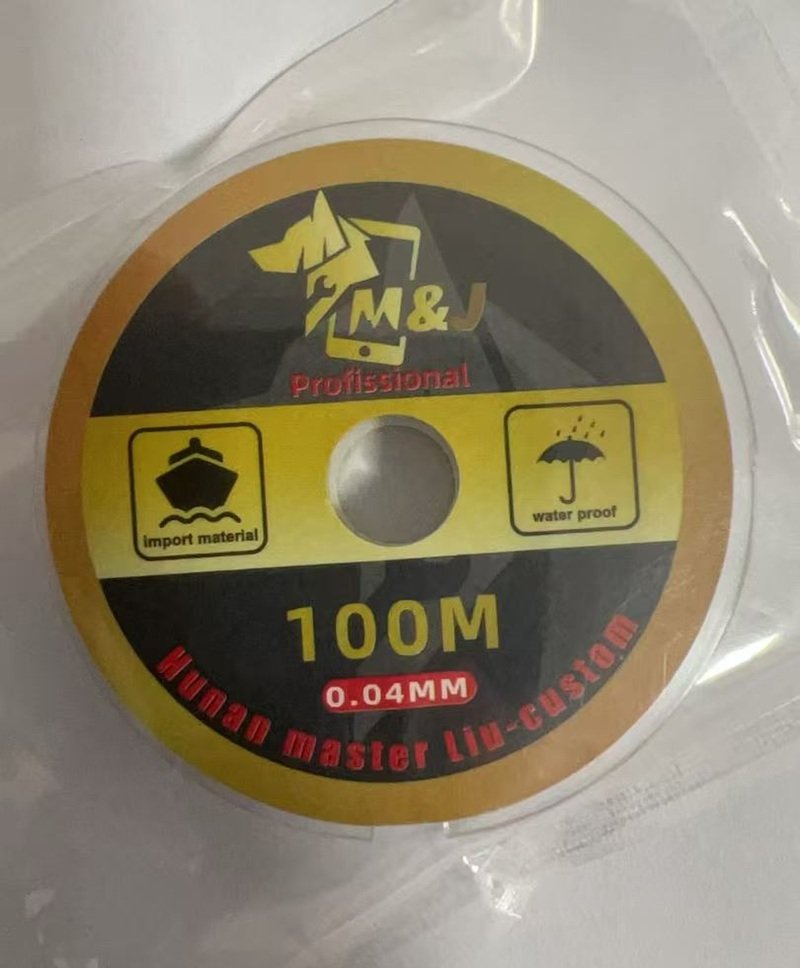 M&J
Profissional
import material
water proof
100M
0.04MM
Hunan master Liu-custom